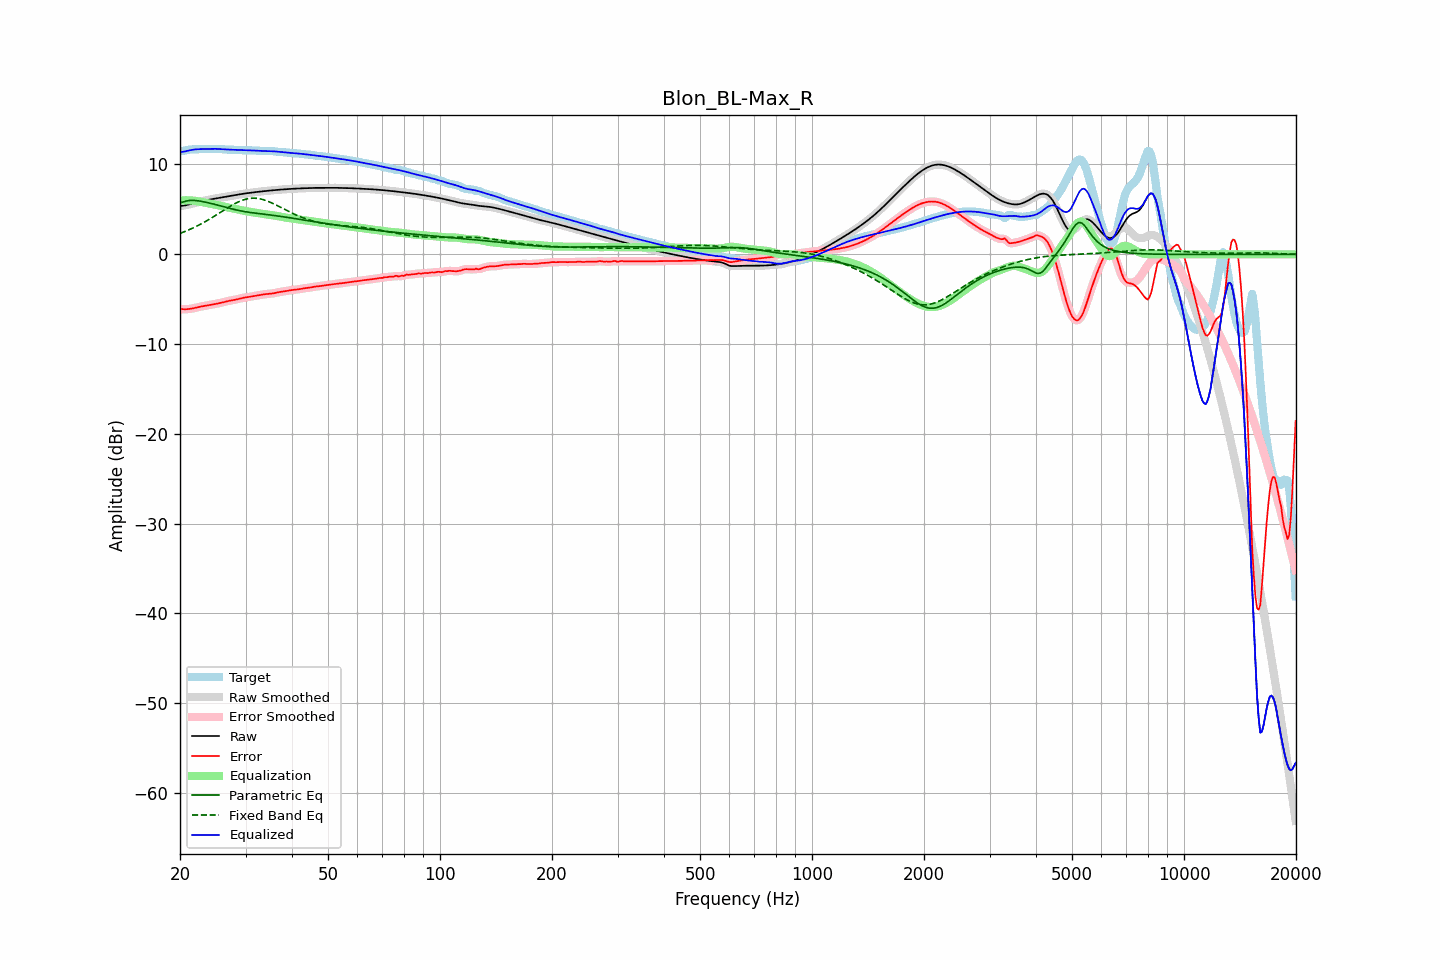 Blon_BL-Max_R
Amplitude (dBr)
10
0
−10
−20
−30
−40
−50
−60
Target
Raw Smoothed
Error Smoothed
Raw
Error
Equalization
Parametric Eq
Fixed Band Eq
Equalized
20 50 100 200 500 1000 2000 5000 10000 20000
Frequency (Hz)